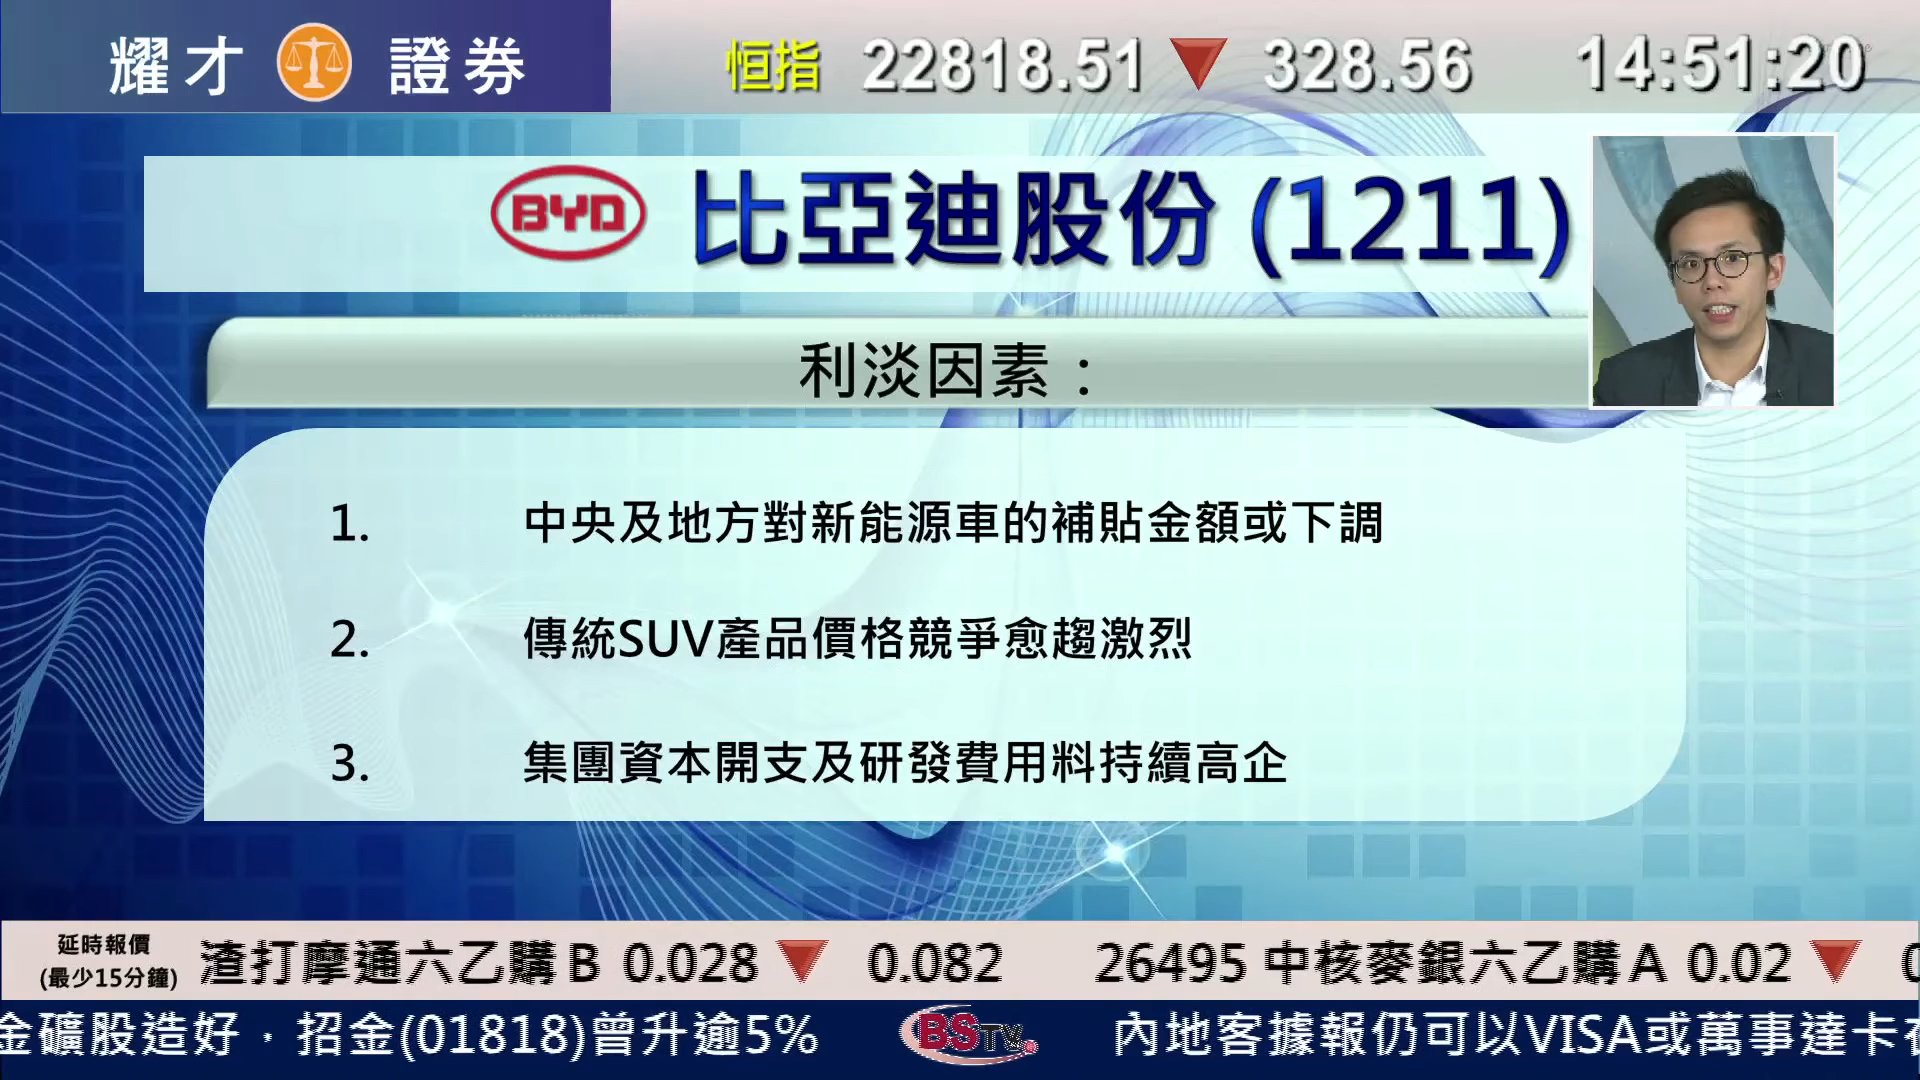 耀才 證券
恒指 22818.51 ▼ 328.56 14:51:20
BYD 比亞迪股份 (1211)
利淡因素：
1. 中央及地方對新能源車的補貼金額或下調
2. 傳統SUV產品價格競爭愈趨激烈
3. 集團資本開支及研發費用料持續高企
延時報價
(最少15分鐘)
渣打摩通六乙購B 0.028 ▼ 0.082 26495 中核麥銀六乙購A 0.02 ▼
金礦股造好．招金(01818)曾升逾5% BSTV 內地客據報仍可以VISA或萬事達卡